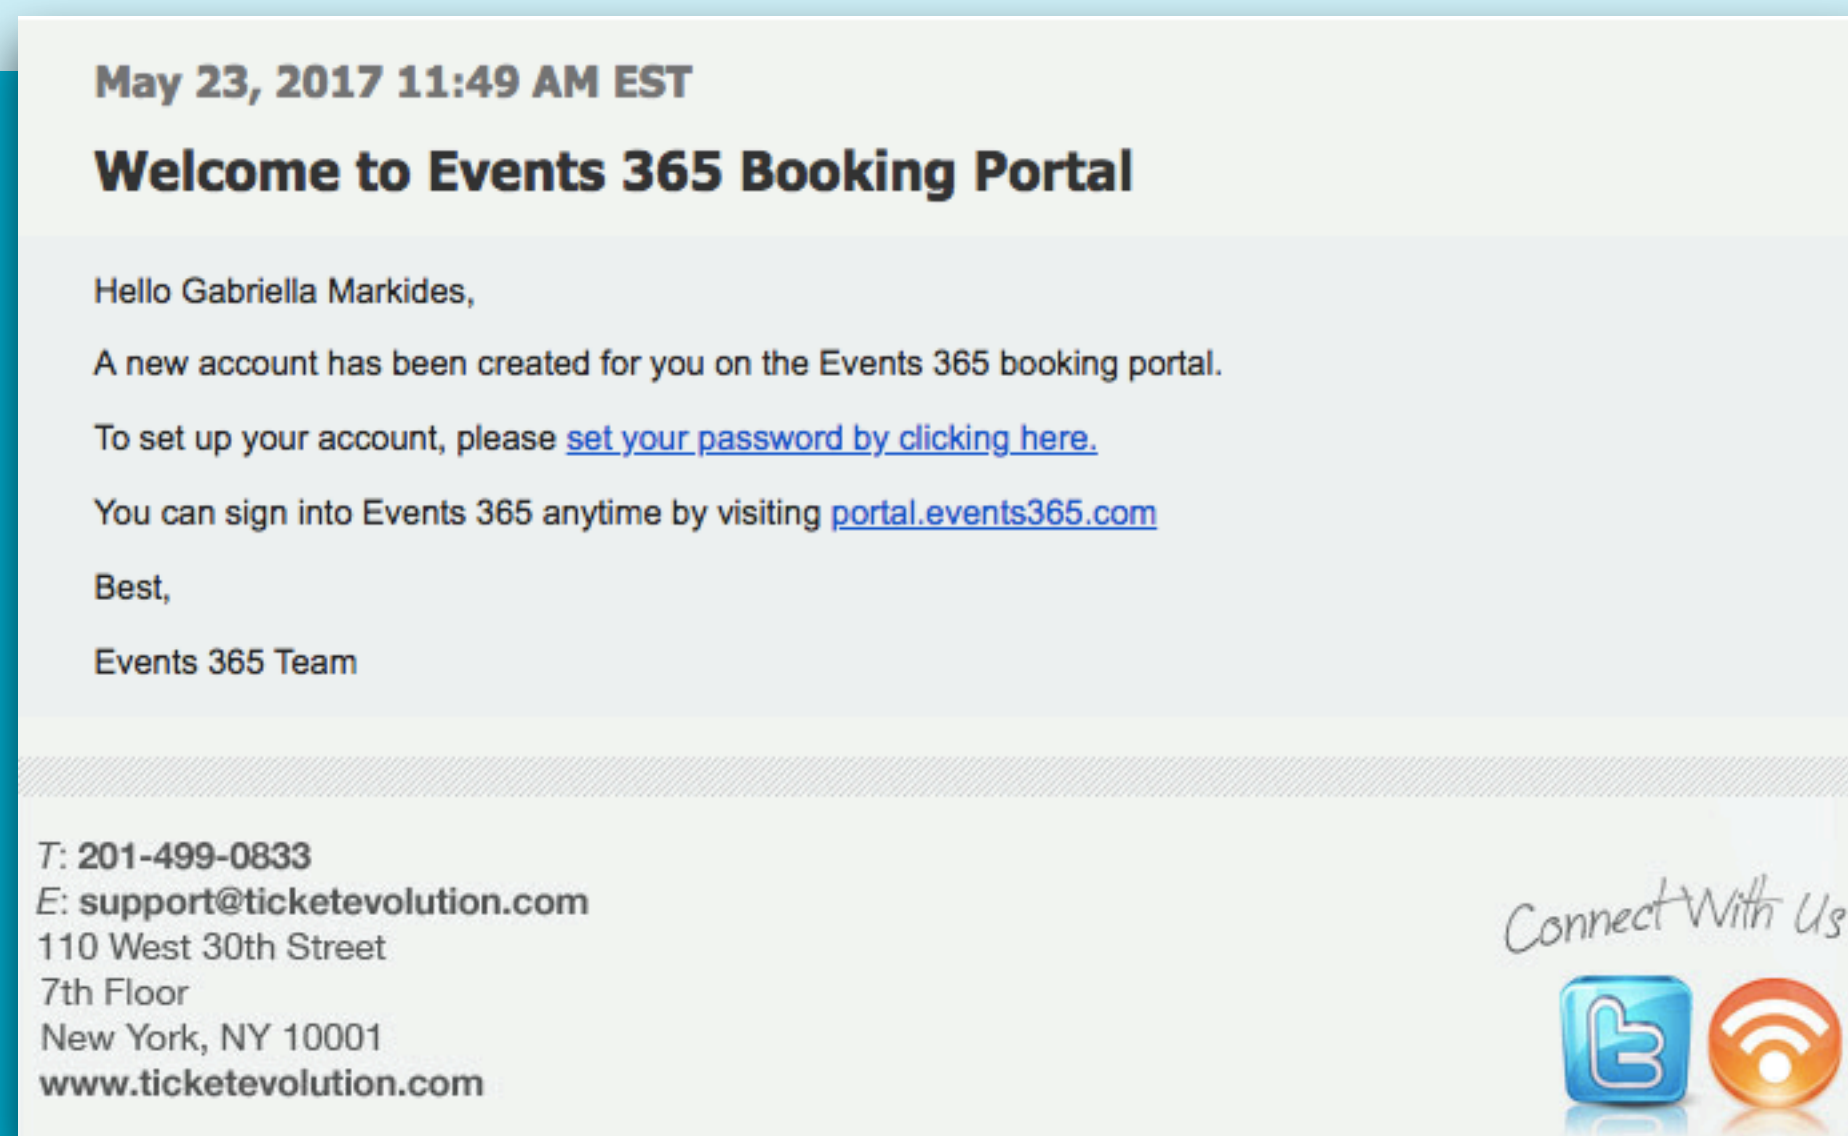 May 23, 2017 11:49 AM EST
Welcome to Events 365 Booking Portal
Hello Gabriella Markides,
A new account has been created for you on the Events 365 booking portal.
To set up your account, please set your password by clicking here.
You can sign into Events 365 anytime by visiting portal.events365.com
Best,
Events 365 Team
T: 201-499-0833
E: support@ticketevolution.com
110 West 30th Street
7th Floor
New York, NY 10001
www.ticketevolution.com
Connect With Us